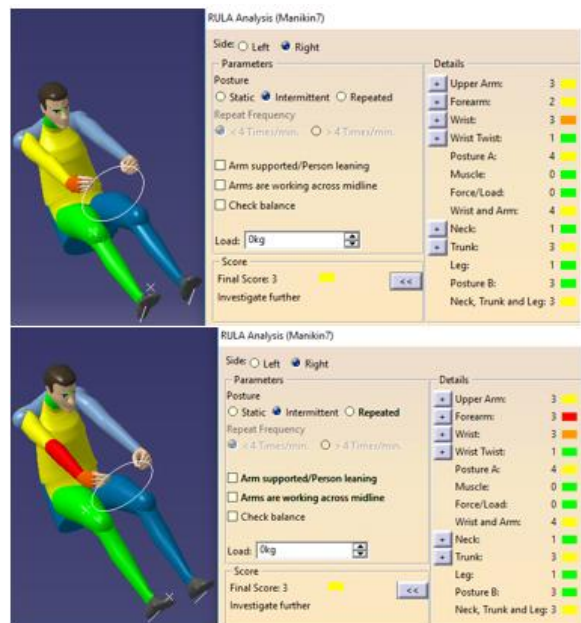 RULA Analysis (Manikin7)
Side: Left Right
Parameters
Posture
Static Intermittent Repeated
Repeat Frequency
< 4 Times/min. > 4 Times/min.
Arm supported/Person leaning
Arms are working across midline
Check balance
Load: 0kg
Score
Final Score: 3
<<
Investigate further
Details
+ Upper Arm: 3
+ Forearm: 2
+ Wrist: 3
+ Wrist Twist: 1
Posture A: 4
Muscle: 0
Force/Load: 0
Wrist and Arm: 4
+ Neck: 1
+ Trunk: 3
Leg: 1
Posture B: 3
Neck, Trunk and Leg: 3
RULA Analysis (Manikin7)
Side: Left Right
Parameters
Posture
Static Intermittent Repeated
Repeat Frequency
< 4 Times/min. > 4 Times/min.
Arm supported/Person leaning
Arms are working across midline
Check balance
Load: 0kg
Score
Final Score: 3
<<
Investigate further
Details
+ Upper Arm: 3
+ Forearm: 3
+ Wrist: 3
+ Wrist Twist: 1
Posture A: 4
Muscle: 0
Force/Load: 0
Wrist and Arm: 4
+ Neck: 1
+ Trunk: 3
Leg: 1
Posture B: 3
Neck, Trunk and Leg: 3